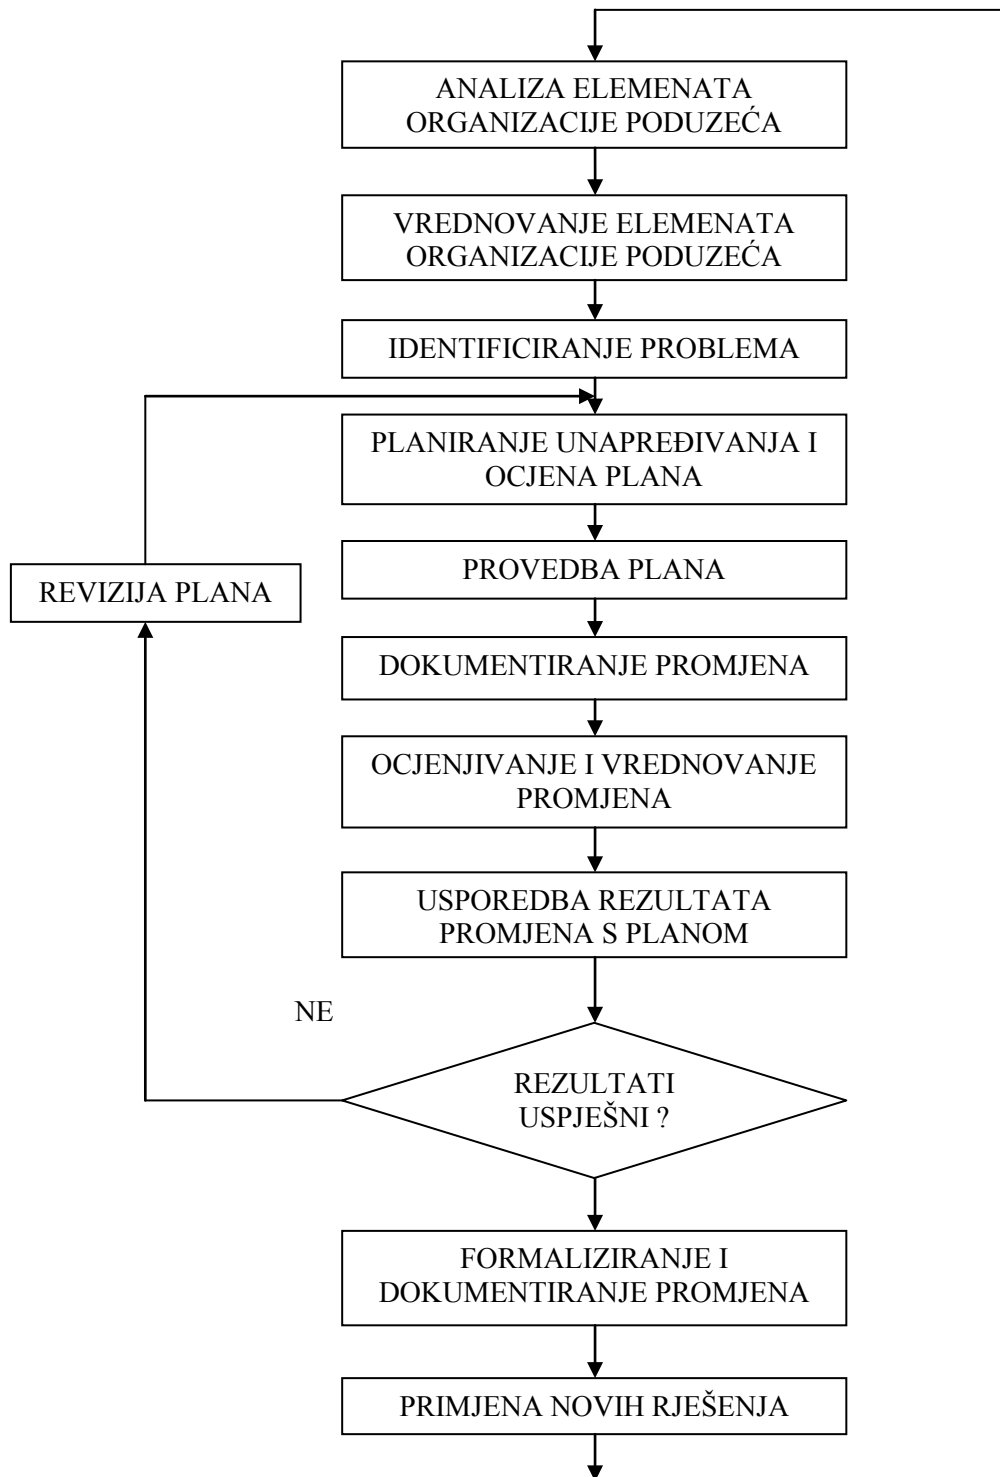 ANALIZA ELEMENATA
ORGANIZACIJE PODUZEĆA
VREDNOVANJE ELEMENATA
ORGANIZACIJE PODUZEĆA
IDENTIFICIRANJE PROBLEMA
PLANIRANJE UNAPREĐIVANJA I
OCJENA PLANA
PROVEDBA PLANA
REVIZIJA PLANA
DOKUMENTIRANJE PROMJENA
OCJENJIVANJE I VREDNOVANJE
PROMJENA
USPOREDBA REZULTATA
PROMJENA S PLANOM
NE
REZULTATI
USPJEŠNI ?
FORMALIZIRANJE I
DOKUMENTIRANJE PROMJENA
PRIMJENA NOVIH RJEŠENJA